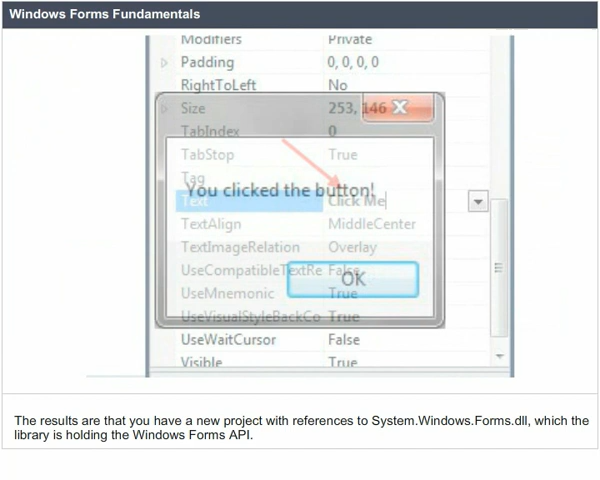 Windows Forms Fundamentals
Modifiers Private
Padding 0, 0, 0, 0
RightToLeft No
Size 253, 146
TabIndex 0
TabStop True
Tag
You clicked the button!
Text Click Me
TextAlign MiddleCenter
TextImageRelation Overlay
UseCompatibleTextRe False
OK
UseMnemonic True
UseVisualStyleBackCo True
UseWaitCursor False
Visible True
The results are that you have a new project with references to System.Windows.Forms.dll, which the
library is holding the Windows Forms API.